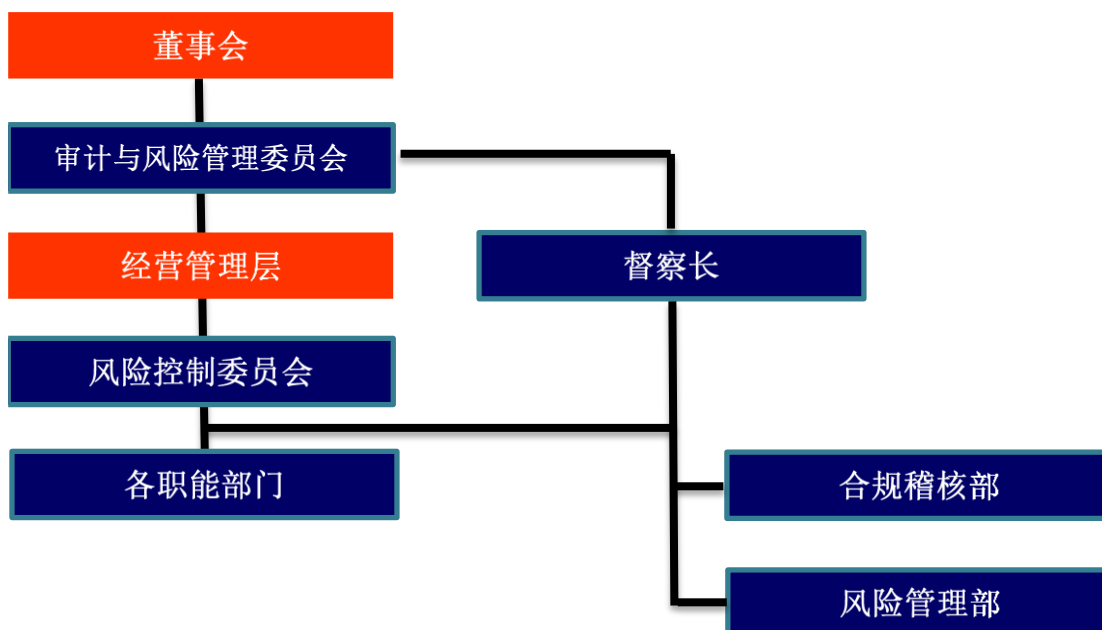 董事会
审计与风险管理委员会
经营管理层
督察长
风险控制委员会
各职能部门
合规稽核部
风险管理部